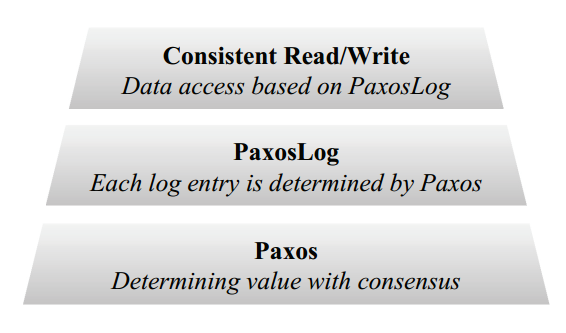 Consistent Read/Write
Data access based on PaxosLog
PaxosLog
Each log entry is determined by Paxos
Paxos
Determining value with consensus